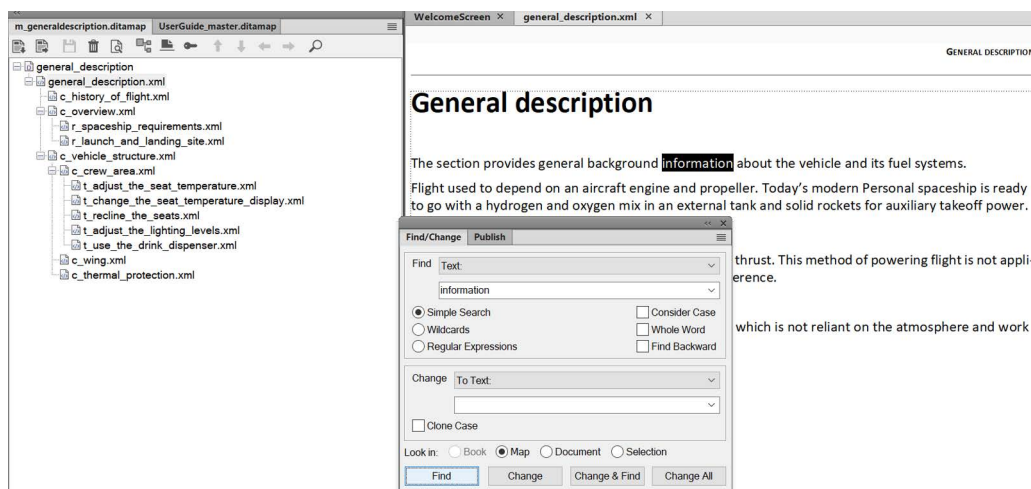 m_generaldescription.ditamap UserGuide_master.ditamap
general_description
general_description.xml
c_history_of_flight.xml
c_overview.xml
r_spaceship_requirements.xml
r_launch_and_landing_site.xml
c_vehicle_structure.xml
c_crew_area.xml
t_adjust_the_seat_temperature.xml
t_change_the_seat_temperature_display.xml
t_recline_the_seats.xml
t_adjust_the_lighting_levels.xml
t_use_the_drink_dispenser.xml
c_wing.xml
c_thermal_protection.xml
WelcomeScreen × general_description.xml ×
GENERAL DESCRIPTION
General description
The section provides general background information about the vehicle and its fuel systems.
Flight used to depend on an aircraft engine and propeller. Today's modern Personal spaceship is ready
to go with a hydrogen and oxygen mix in an external tank and solid rockets for auxiliary takeoff power.
thrust. This method of powering flight is not appli-
erence.
which is not reliant on the atmosphere and work
Find/Change Publish
Find Text:
information
Simple Search Consider Case
Wildcards Whole Word
Regular Expressions Find Backward
Change To Text:
Clone Case
Look in: Book Map Document Selection
Find Change Change & Find Change All